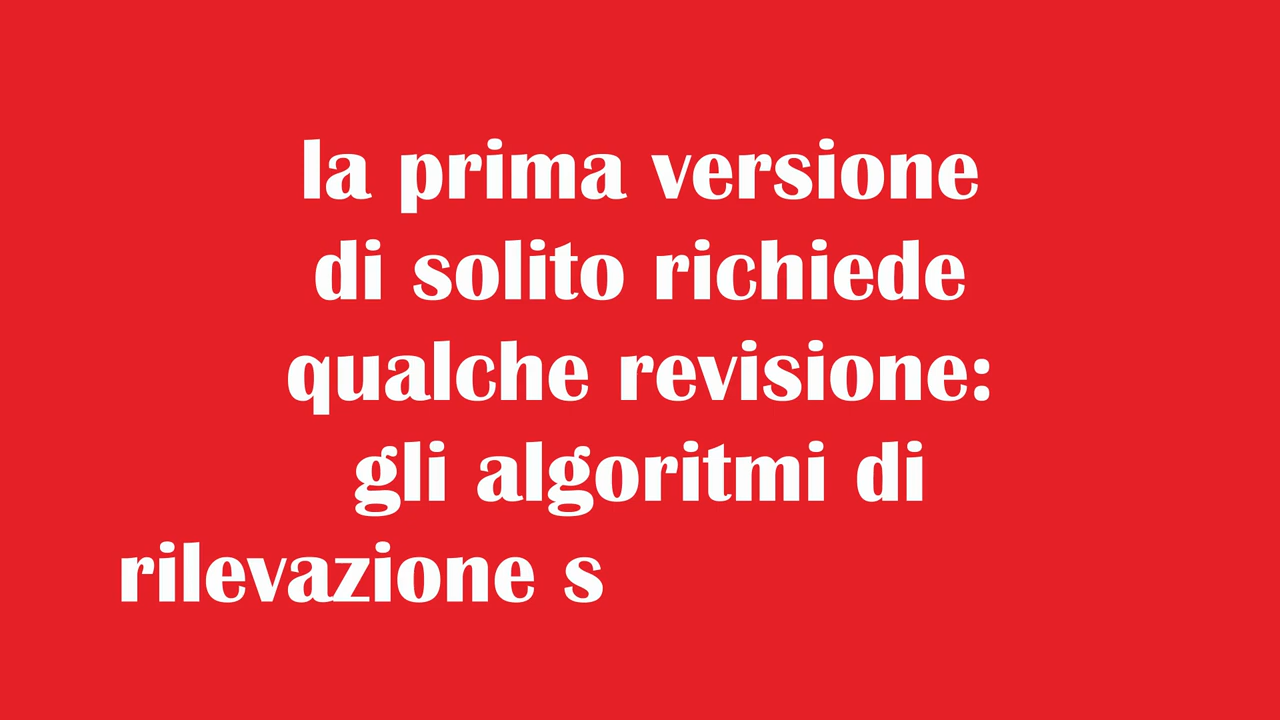 la prima versione
di solito richiede
qualche revisione:
gli algoritmi di
rilevazione s